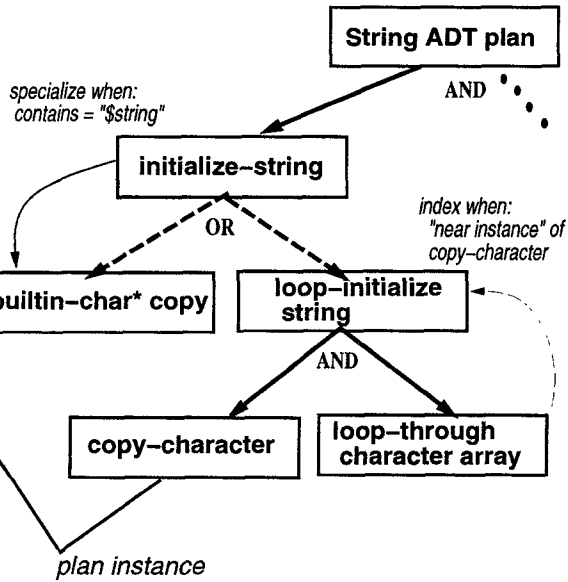 String ADT plan
AND
specialize when:
contains = "$string"
initialize-string
OR
index when:
"near instance" of
copy-character
builtin-char* copy
loop-initialize
string
AND
copy-character
loop-through
character array
plan instance